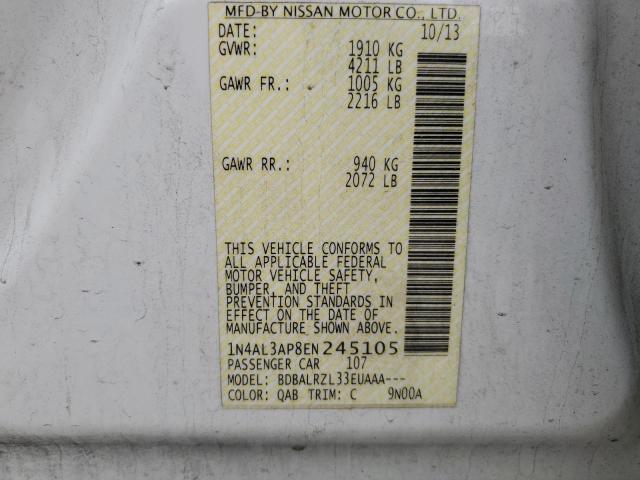 MFD-BY NISSAN MOTOR CO., LTD.
DATE: 10/13
GVWR: 1910 KG
4211 LB
GAWR FR.: 1005 KG
2216 LB
GAWR RR.: 940 KG
2072 LB
THIS VEHICLE CONFORMS TO
ALL APPLICABLE FEDERAL
MOTOR VEHICLE SAFETY,
BUMPER, AND THEFT
PREVENTION STANDARDS IN
EFFECT ON THE DATE OF
MANUFACTURE SHOWN ABOVE.
1N4AL3AP8EN245105
PASSENGER CAR 107
MODEL: BDBALRZL33EUAAA---
COLOR: QAB TRIM: C 9N00A